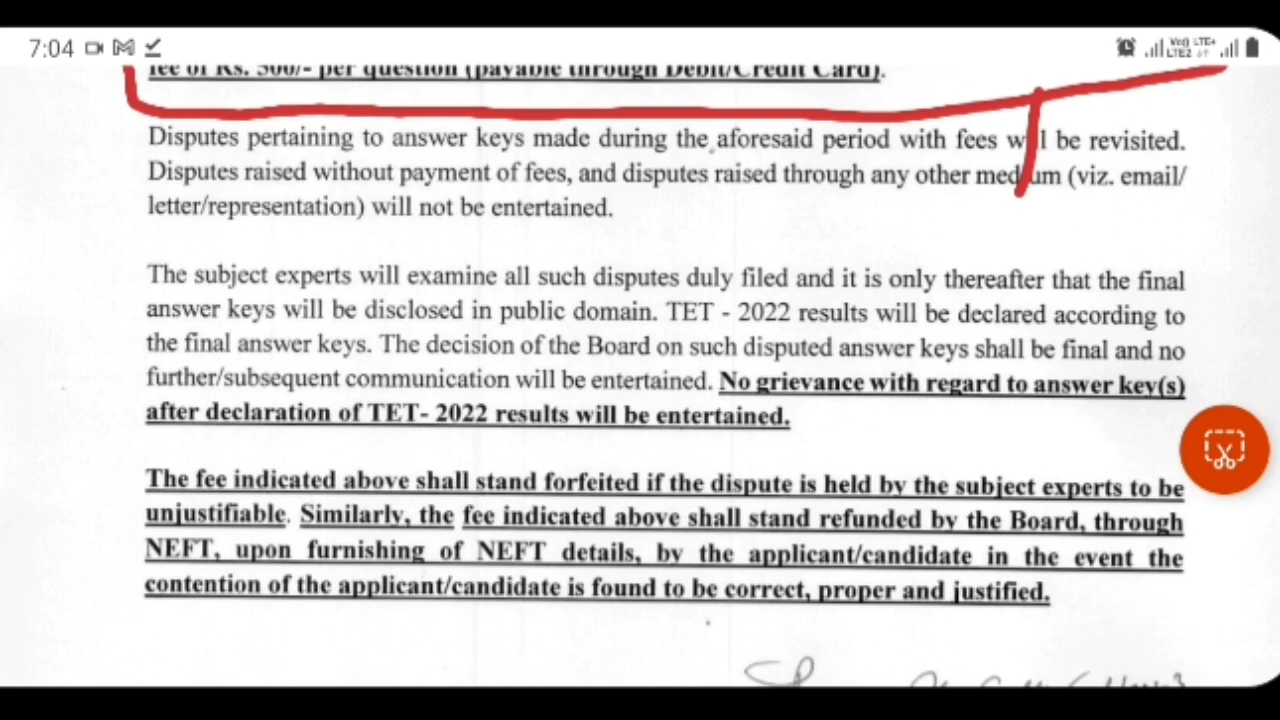 7:04
Vo9 LTE+
LTE2
fee of Rs. 500/- per question (payable through Debit/Credit Card).
Disputes pertaining to answer keys made during the aforesaid period with fees will be revisited.
Disputes raised without payment of fees, and disputes raised through any other medium (viz. email/
letter/representation) will not be entertained.
The subject experts will examine all such disputes duly filed and it is only thereafter that the final
answer keys will be disclosed in public domain. TET - 2022 results will be declared according to
the final answer keys. The decision of the Board on such disputed answer keys shall be final and no
further/subsequent communication will be entertained. No grievance with regard to answer key(s)
after declaration of TET- 2022 results will be entertained.
The fee indicated above shall stand forfeited if the dispute is held by the subject experts to be
unjustifiable. Similarly, the fee indicated above shall stand refunded by the Board, through
NEFT, upon furnishing of NEFT details, by the applicant/candidate in the event the
contention of the applicant/candidate is found to be correct, proper and justified.